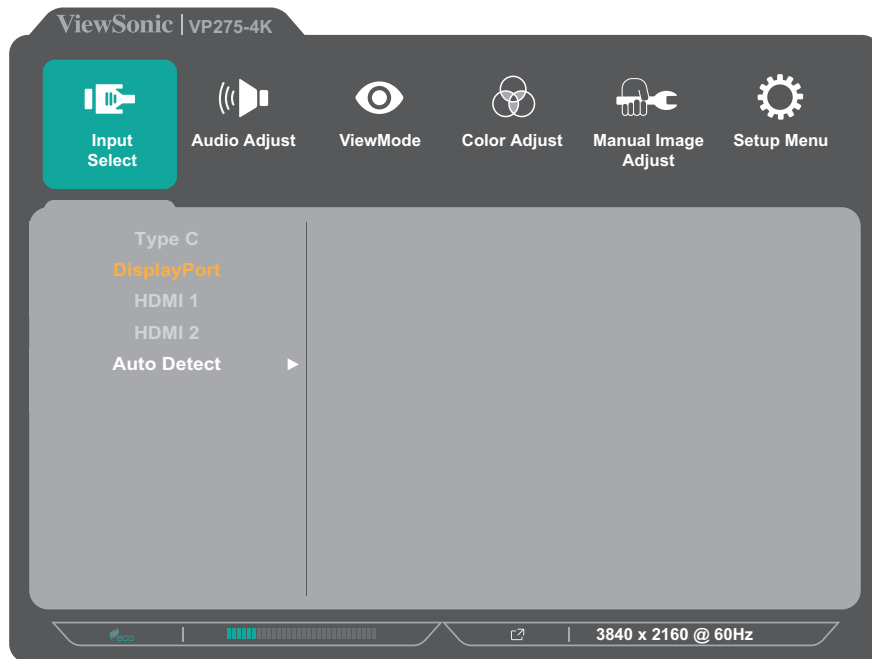 ViewSonic | VP275-4K
Input
Select
Audio Adjust
ViewMode
Color Adjust
Manual Image
Adjust
Setup Menu
Type C
DisplayPort
HDMI 1
HDMI 2
Auto Detect
eco
3840 x 2160 @ 60Hz